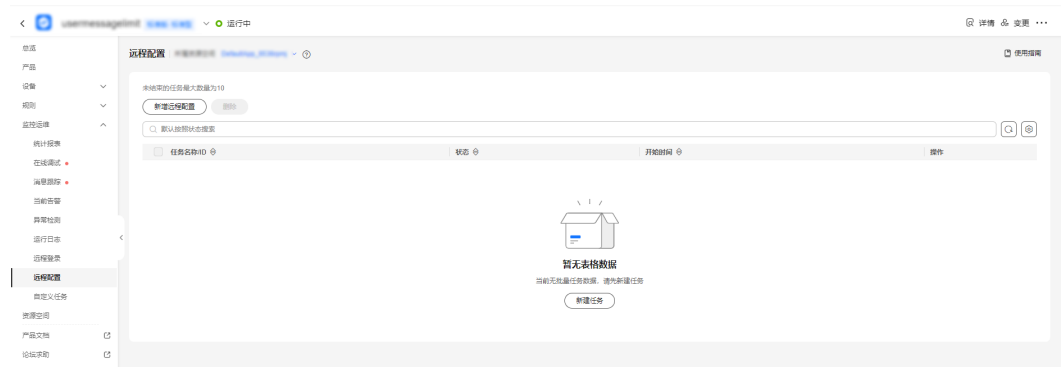 usermessagelimit 运行中 详情 变更
总览
产品
设备
规则
监控运维
统计报表
在线调试
消息跟踪
当前告警
异常检测
运行日志
远程登录
远程配置
自定义任务
资源空间
产品文档
论坛求助
远程配置
使用指南
未结束的任务最大数量为10
新增远程配置 删除
默认按照状态搜索
任务名称/ID 状态 开始时间 操作
暂无表格数据
当前无批量任务数据，请先新建任务
新建任务